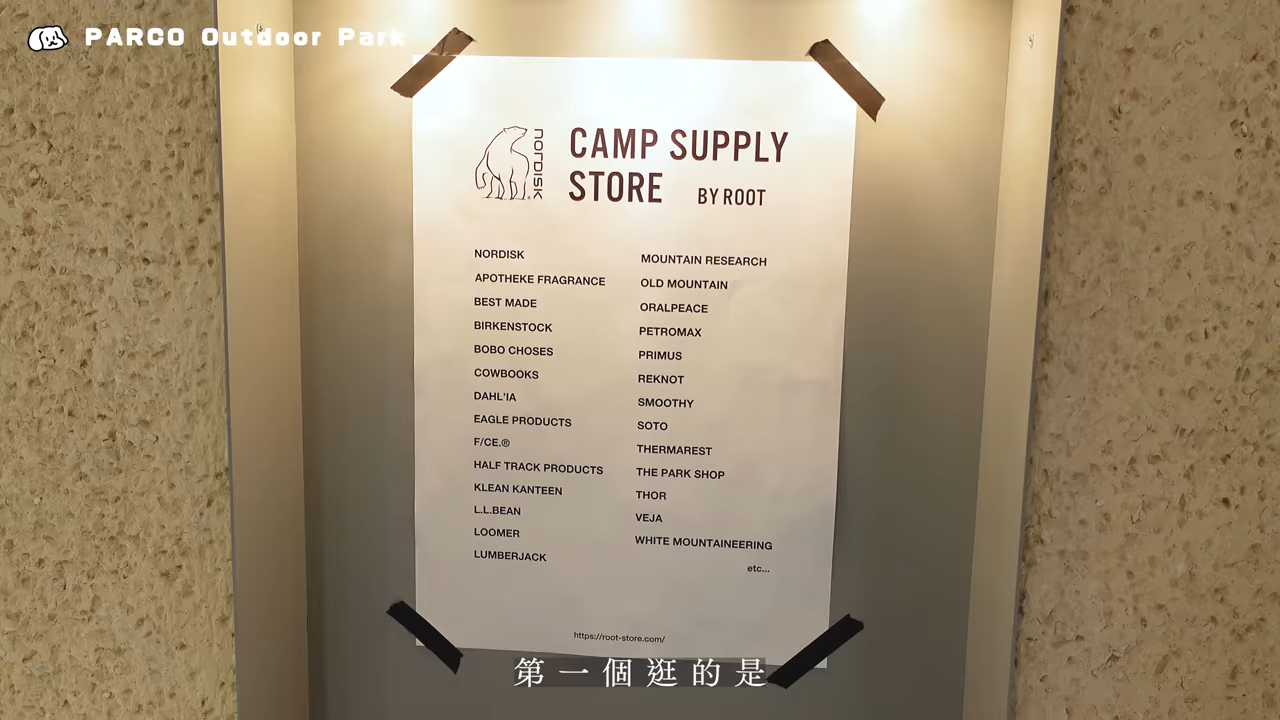 PARCO Outdoor Park
NORDISK
CAMP SUPPLY
STORE BY ROOT
NORDISK
APOTHEKE FRAGRANCE
BEST MADE
BIRKENSTOCK
BOBO CHOSES
COWBOOKS
DAHL'IA
EAGLE PRODUCTS
F/CE.®
HALF TRACK PRODUCTS
KLEAN KANTEEN
L.L.BEAN
LOOMER
LUMBERJACK
MOUNTAIN RESEARCH
OLD MOUNTAIN
ORALPEACE
PETROMAX
PRIMUS
REKNOT
SMOOTHY
SOTO
THERMAREST
THE PARK SHOP
THOR
VEJA
WHITE MOUNTAINEERING
etc...
https://root-store.com/
第一個逛的是